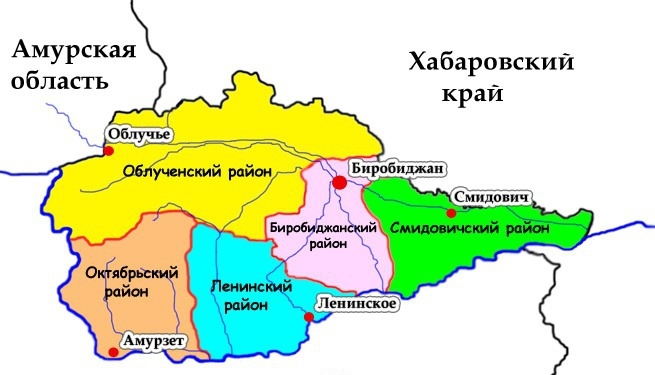 Амурская
область
Хабаровский
край
Облучье
Облученский район
Биробиджан
Смидович
Биробиджанский
район
Смидовичский район
Октябрьский
район
Ленинский
район
Ленинское
Амурзет